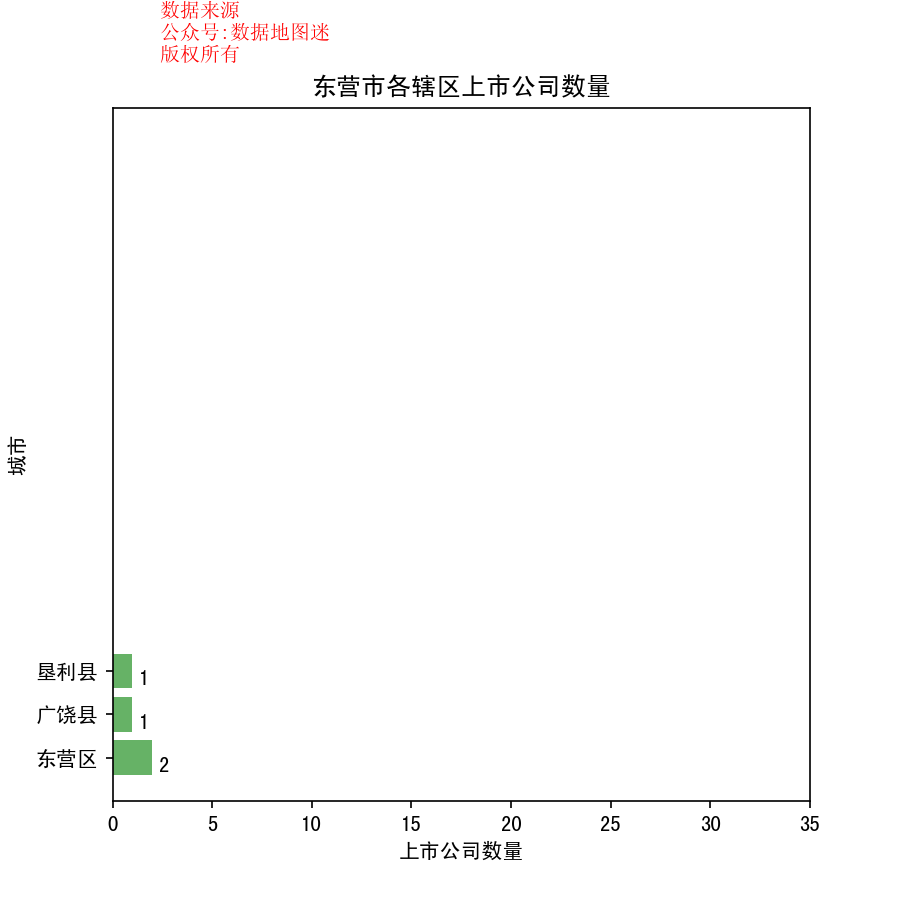 数据来源
公众号:数据地图迷
版权所有
东营市各辖区上市公司数量
城市
垦利县
1
广饶县
1
东营区
2
0 5 10 15 20 25 30 35
上市公司数量